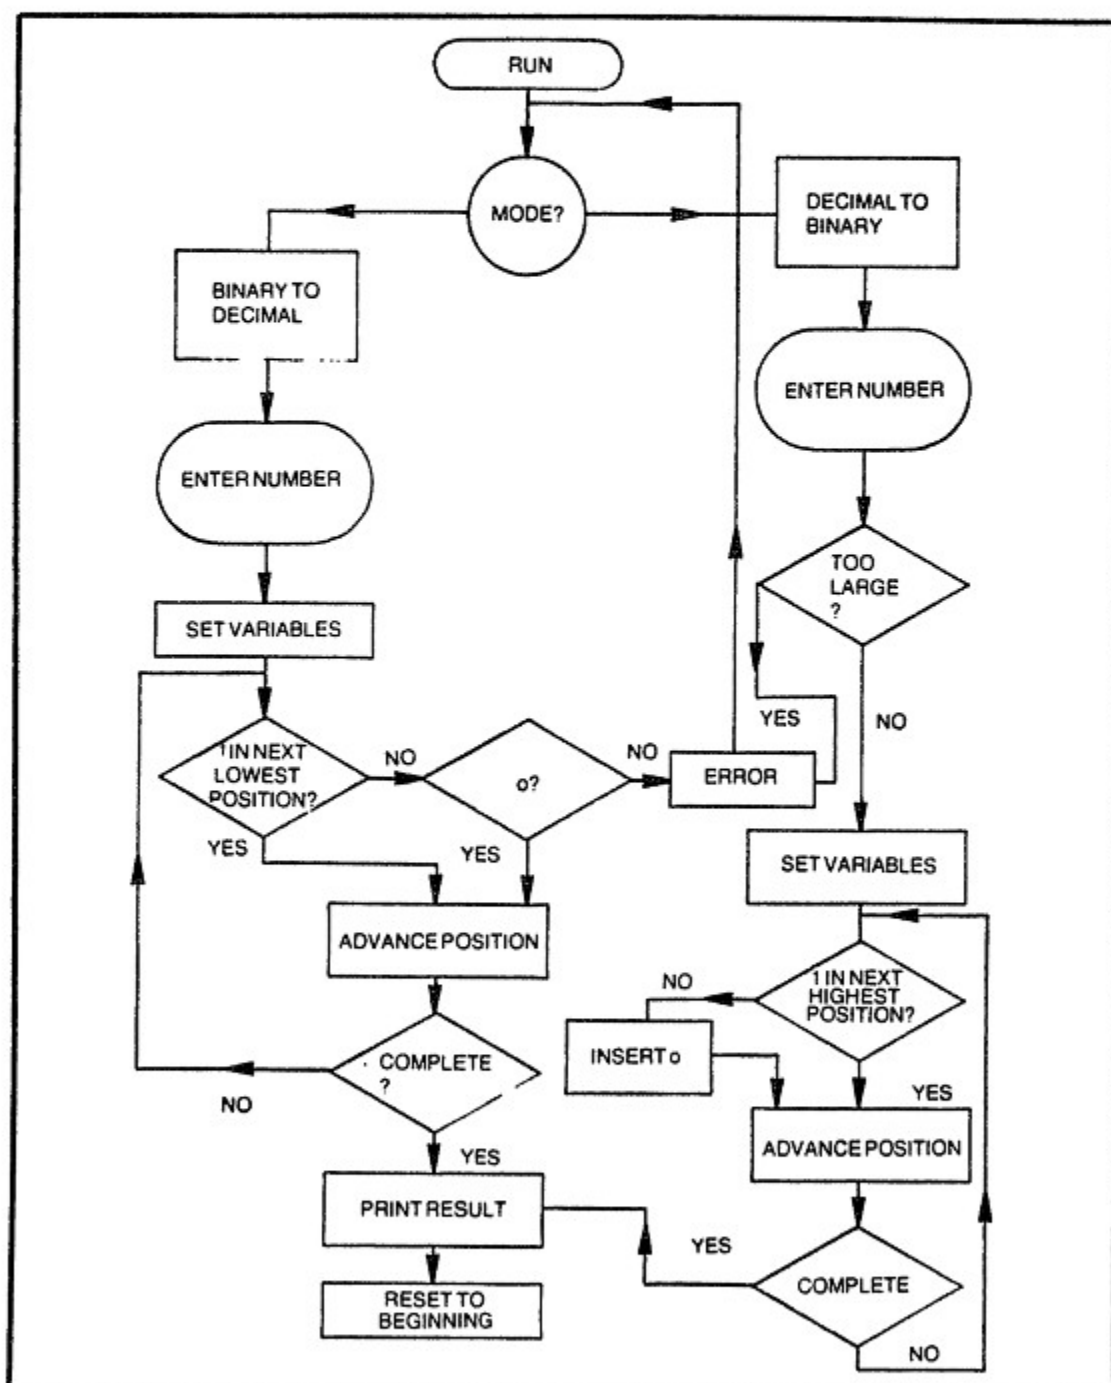 RUN
MODE?
DECIMAL TO
BINARY
BINARY TO
DECIMAL
ENTER NUMBER
ENTER NUMBER
TOO
LARGE
?
SET VARIABLES
YES
NO
1 IN NEXT
LOWEST
POSITION?
NO
o?
NO
ERROR
YES
YES
SET VARIABLES
ADVANCE POSITION
1 IN NEXT
HIGHEST
POSITION?
NO
INSERT o
COMPLETE
?
NO
YES
ADVANCE POSITION
YES
PRINT RESULT
YES
COMPLETE
RESET TO
BEGINNING
NO